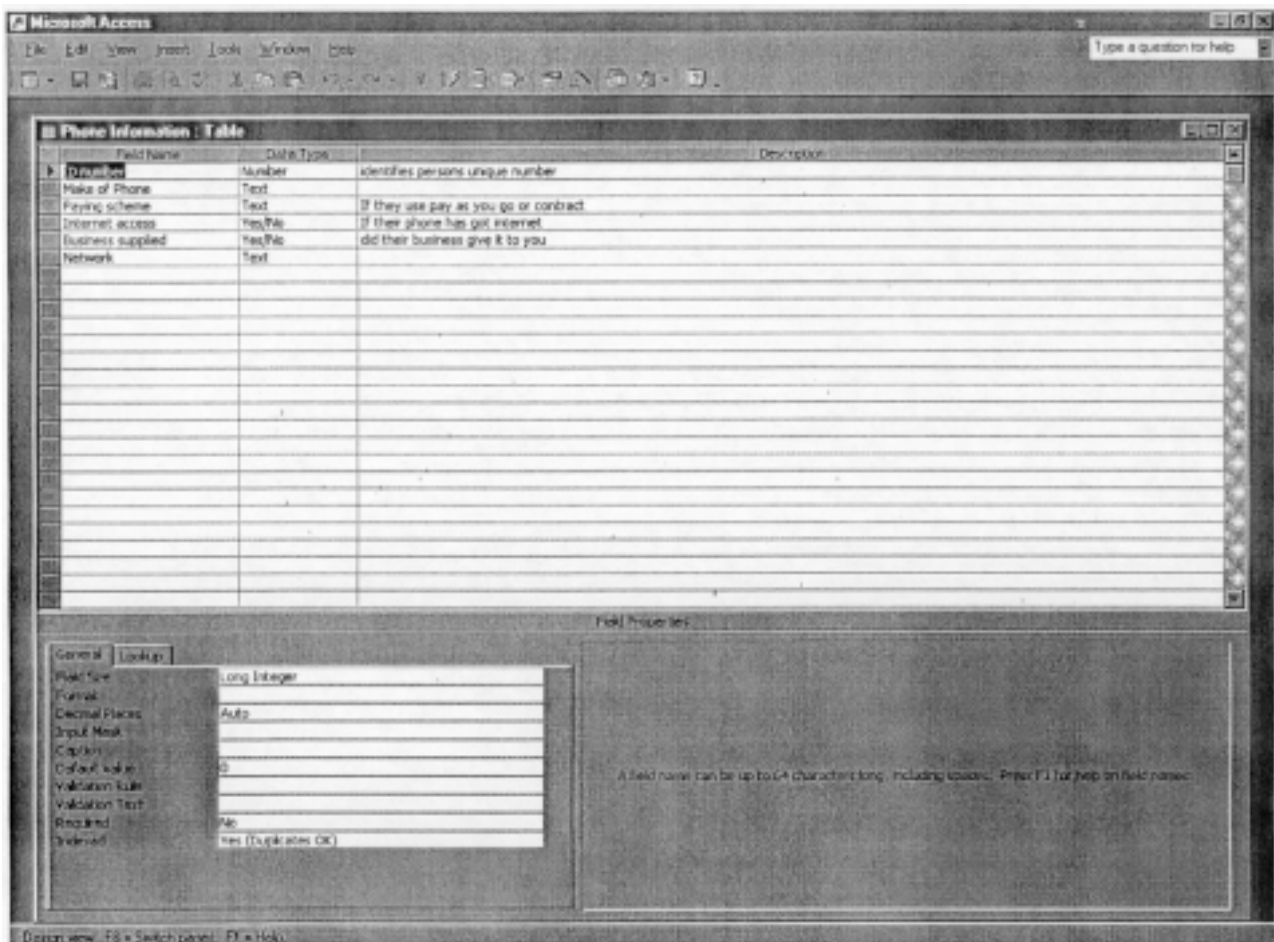 Microsoft Access
File Edit View Insert Tools Window Help
Type a question for help
Phone Information : Table
Field Name Data Type Description
ID number Number identifies persons unique number
Make of Phone Text
Paying scheme Text If they use pay as you go or contract
Internet access Yes/No If their phone has got internet
Business supplied Yes/No did their business give it to you
Network Text
Field Properties
General Lookup
Field Size Long Integer
Format
Decimal Places Auto
Input Mask
Caption
Default Value 0
Validation Rule
Validation Text
Required No
Indexed Yes (Duplicates OK)
A field name can be up to 64 characters long, including spaces. Press F1 for help on field names.
Design view. F6 = Switch panes. F1 = Help.